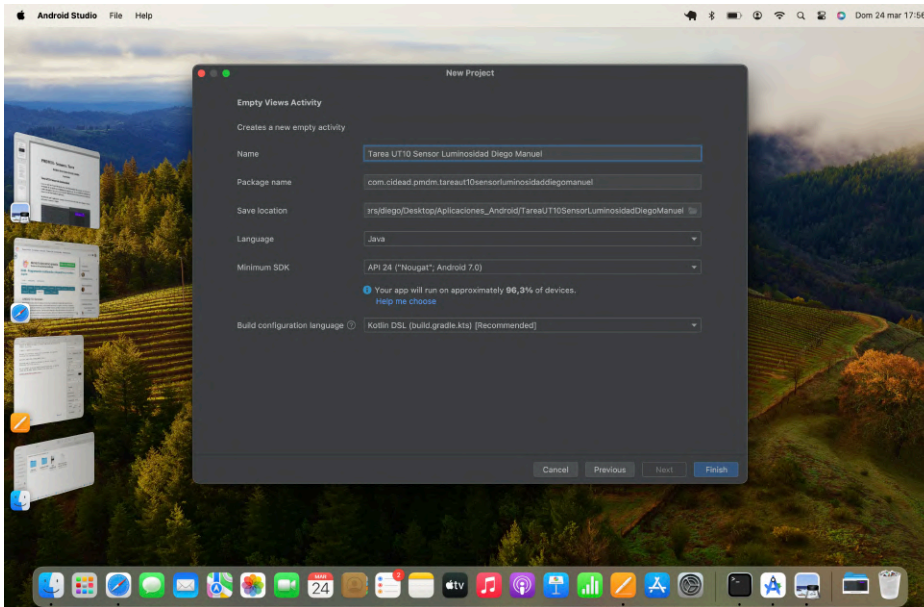 Android Studio File Help
Dom 24 mar 17:56
New Project
Empty Views Activity
Creates a new empty activity
Name
Tarea UT10 Sensor Luminosidad Diego Manuel
Package name
com.cidead.pmdm.tareaut10sensorluminosidaddiegomanuel
Save location
ers/diego/Desktop/Aplicaciones_Android/TareaUT10SensorLuminosidadDiegoManuel
Language
Java
Minimum SDK
API 24 ("Nougat"; Android 7.0)
Your app will run on approximately 96,3% of devices.
Help me choose
Build configuration language
Kotlin DSL (build.gradle.kts) [Recommended]
Cancel Previous Next Finish
MAR
24
2
tv